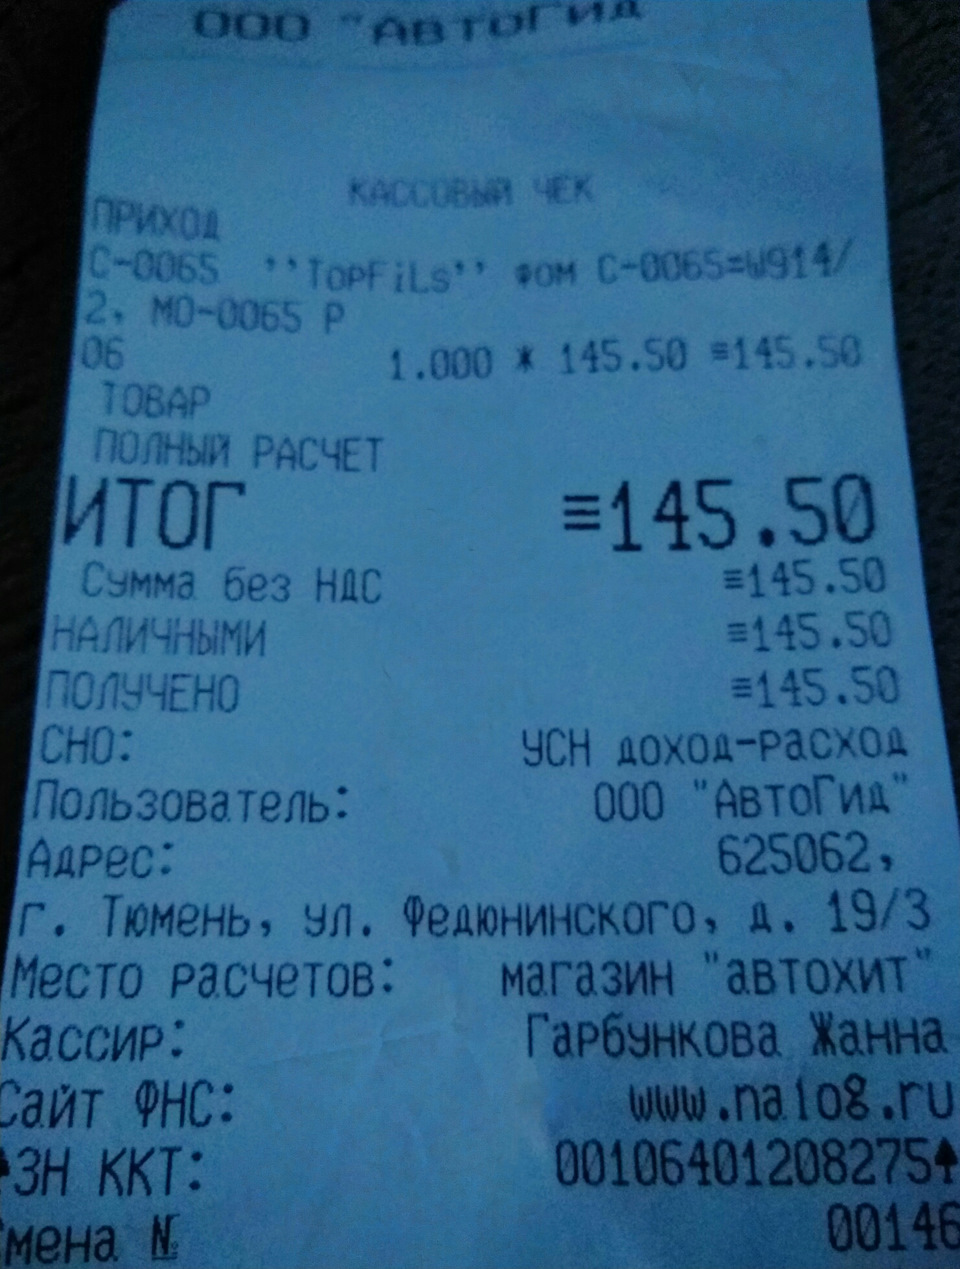 ООО "АвтоГид
КАССОВЫЙ ЧЕК
ПРИХОД
C-0065 ''TopFiLs'' ФОМ C-0065=W914/
2, MO-0065 P
06 1.000 * 145.50 ≡145.50
ТОВАР
ПОЛНЫЙ РАСЧЕТ
ИТОГ ≡145.50
Сумма без НДС ≡145.50
НАЛИЧНЫМИ ≡145.50
ПОЛУЧЕНО ≡145.50
СНО: УСН доход-расход
Пользователь: ООО "АвтоГид"
Адрес: 625062,
г. Тюмень, ул. Федюнинского, д. 19/3
Место расчетов: магазин "автохит"
Кассир: Гарбункова Жанна
Сайт ФНС: www.nalog.ru
♠ЗН ККТ: 00106401208275♠
Смена № 00146